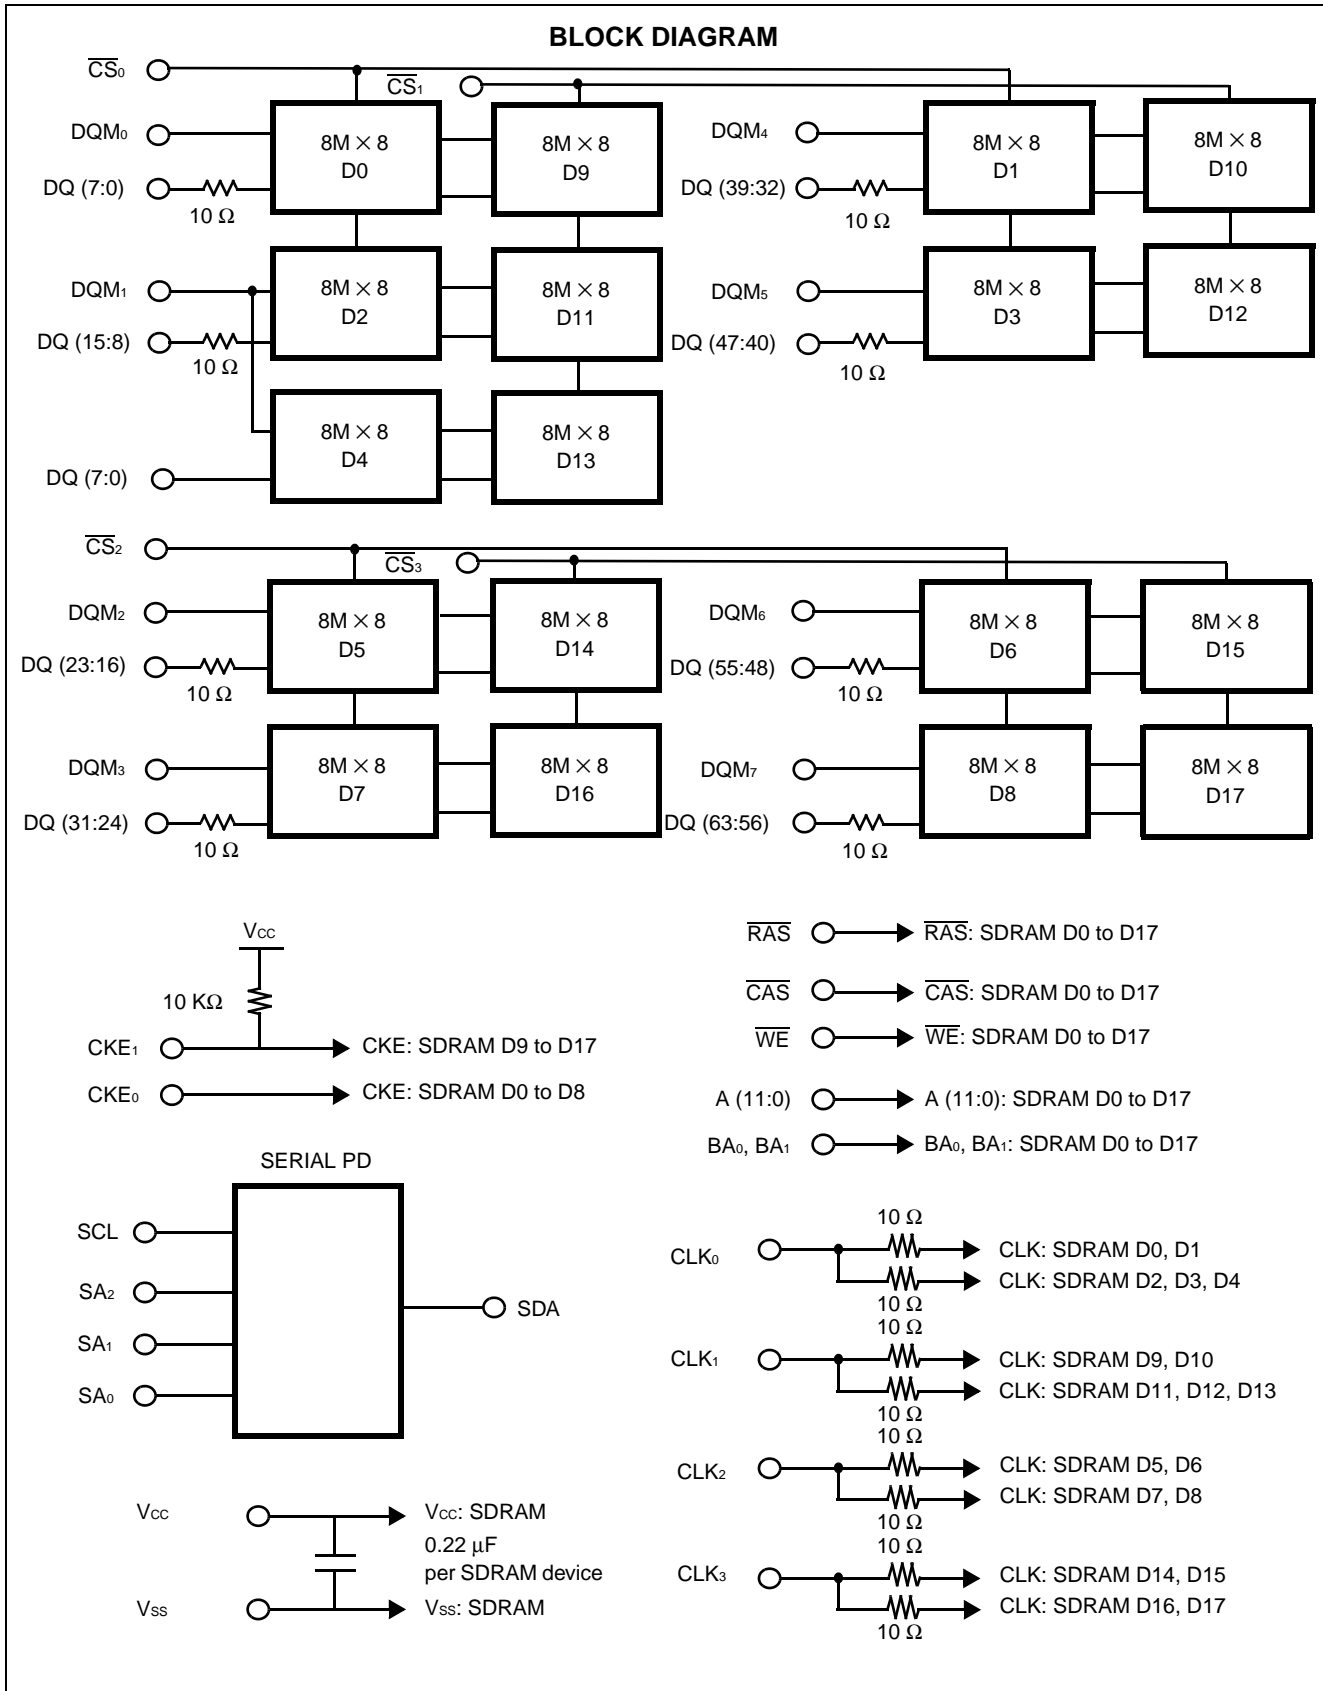 BLOCK DIAGRAM
CS0
CS1
DQM0
8M × 8
D0
8M × 8
D9
DQM4
8M × 8
D1
8M × 8
D10
DQ (7:0)
10 Ω
DQ (39:32)
10 Ω
DQM1
8M × 8
D2
8M × 8
D11
DQM5
8M × 8
D3
8M × 8
D12
DQ (15:8)
10 Ω
DQ (47:40)
10 Ω
8M × 8
D4
8M × 8
D13
DQ (7:0)
CS2
CS3
DQM2
8M × 8
D5
8M × 8
D14
DQM6
8M × 8
D6
8M × 8
D15
DQ (23:16)
10 Ω
DQ (55:48)
10 Ω
DQM3
8M × 8
D7
8M × 8
D16
DQM7
8M × 8
D8
8M × 8
D17
DQ (31:24)
10 Ω
DQ (63:56)
10 Ω
VCC
10 KΩ
CKE1
CKE: SDRAM D9 to D17
CKE0
CKE: SDRAM D0 to D8
RAS
RAS: SDRAM D0 to D17
CAS
CAS: SDRAM D0 to D17
WE
WE: SDRAM D0 to D17
A (11:0)
A (11:0): SDRAM D0 to D17
BA0, BA1
BA0, BA1: SDRAM D0 to D17
SERIAL PD
SCL
SA2
SA1
SA0
SDA
10 Ω
CLK0
CLK: SDRAM D0, D1
CLK: SDRAM D2, D3, D4
10 Ω
10 Ω
CLK1
CLK: SDRAM D9, D10
CLK: SDRAM D11, D12, D13
10 Ω
10 Ω
CLK2
CLK: SDRAM D5, D6
CLK: SDRAM D7, D8
10 Ω
10 Ω
CLK3
CLK: SDRAM D14, D15
CLK: SDRAM D16, D17
10 Ω
VCC
VCC: SDRAM
0.22 µF
per SDRAM device
VSS
VSS: SDRAM